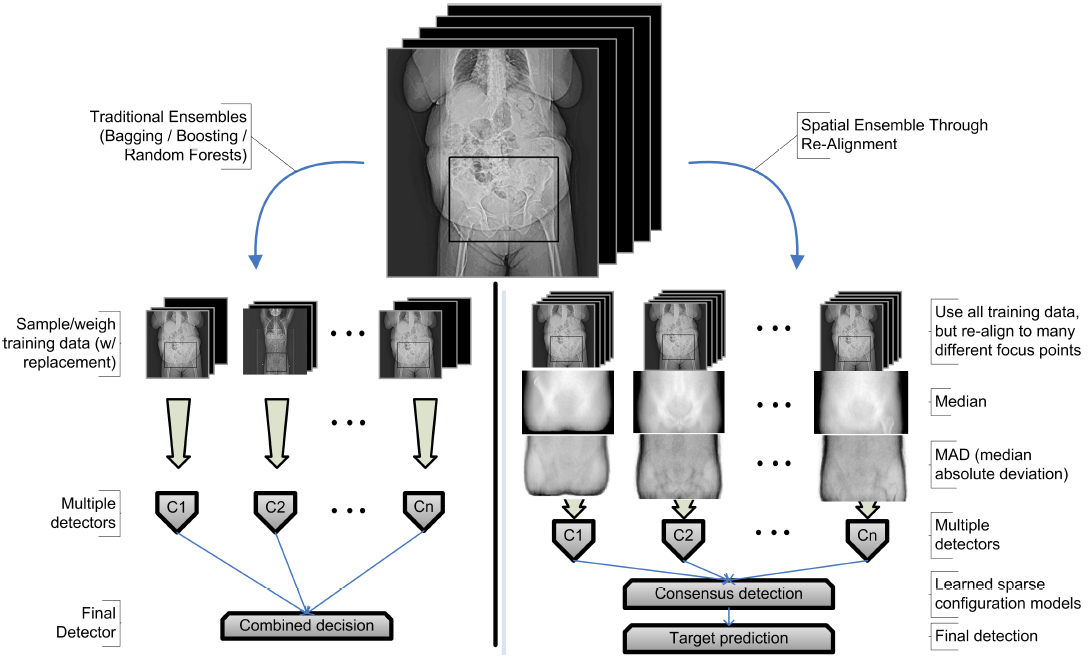 Traditional Ensembles
(Bagging / Boosting /
Random Forests)
Spatial Ensemble Through
Re-Alignment
Sample/weigh
training data (w/
replacement)
Multiple
detectors
C1
C2
Cn
Final
Detector
Combined decision
Use all training data,
but re-align to many
different focus points
Median
MAD (median
absolute deviation)
C1
C2
Cn
Multiple
detectors
Consensus detection
Learned sparse
configuration models
Target prediction
Final detection